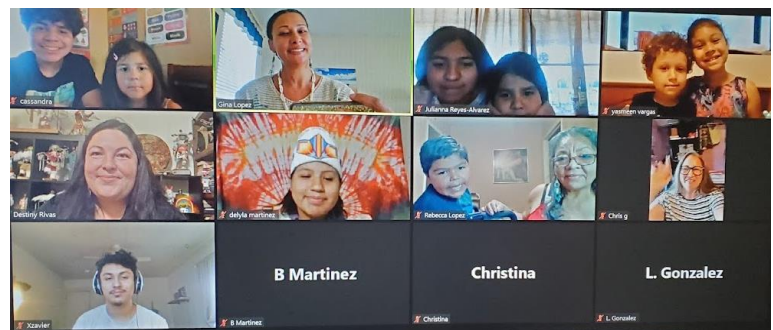 cassandra
Gina Lopez
Julianna Reyes-Alvarez
yasmeen vargas
Destiny Rivas
delyla martinez
Rebecca Lopez
Chris g
Xzavier
B Martinez
B Martinez
Christina
Christina
L. Gonzalez
L. Gonzalez